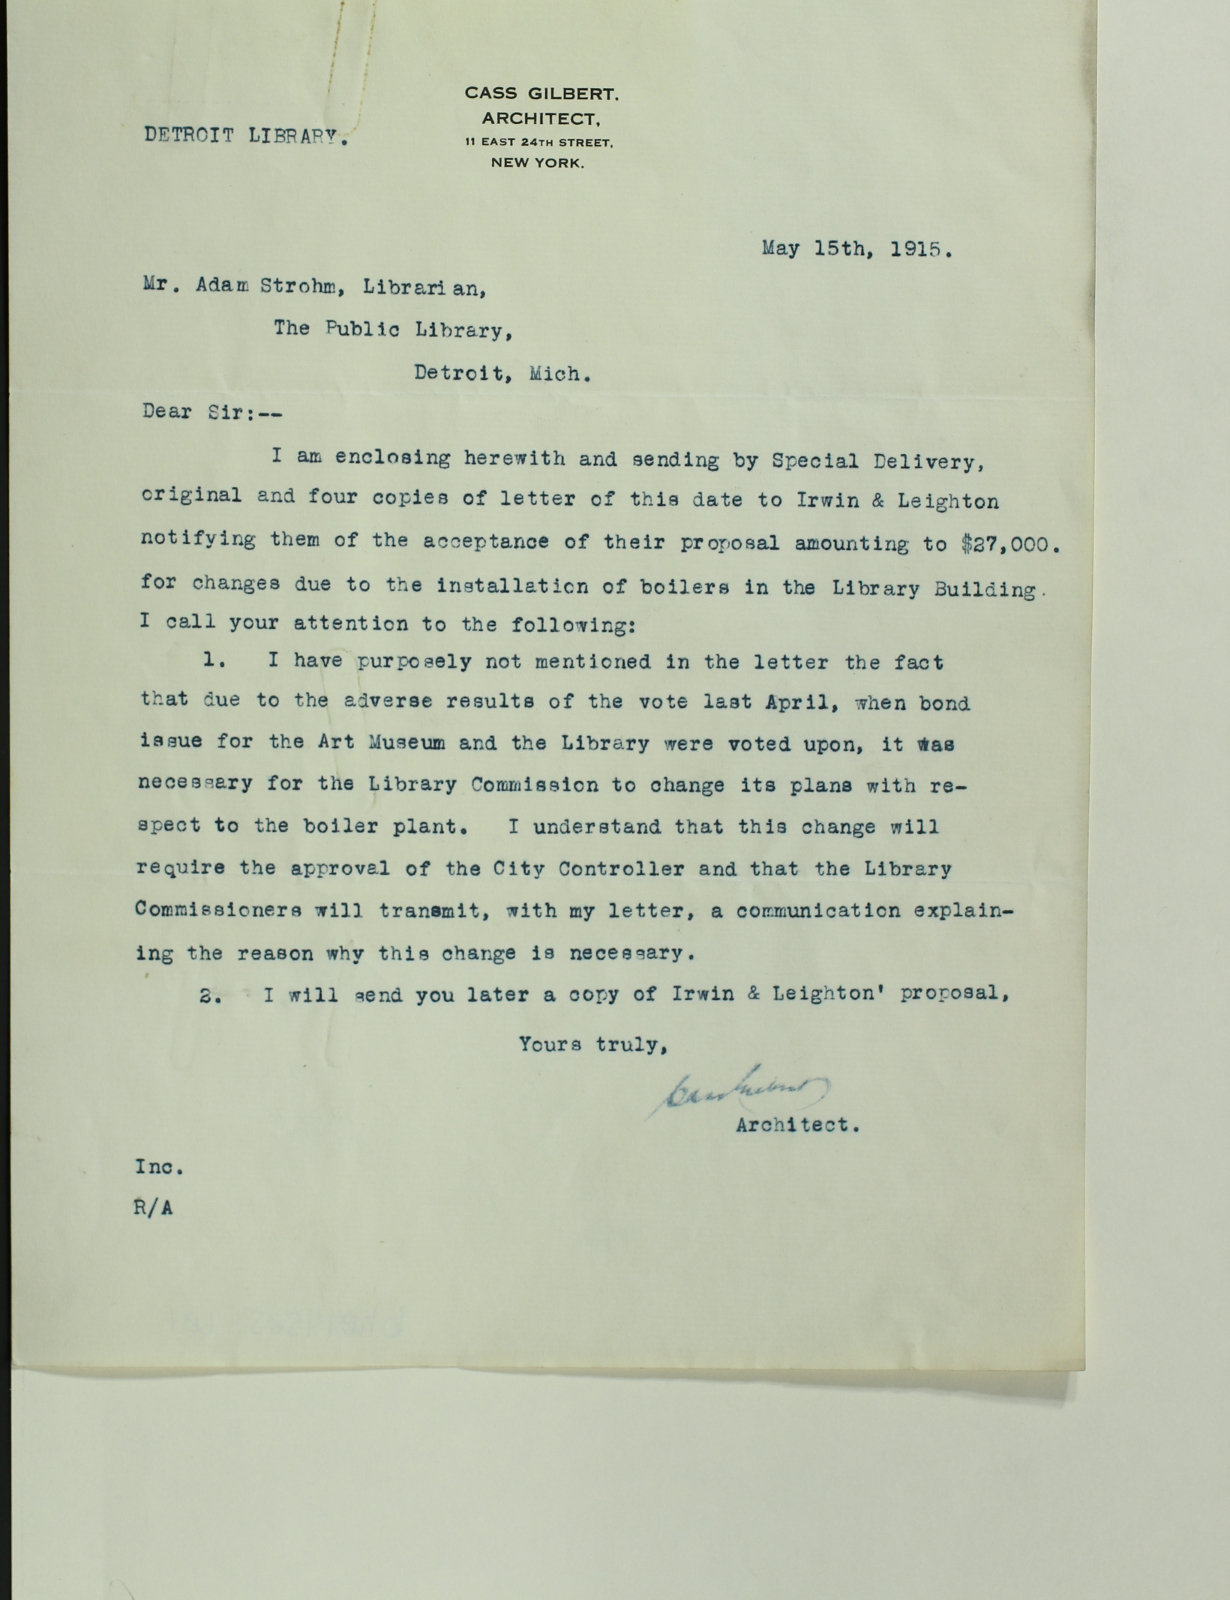 CASS GILBERT.
ARCHITECT,
11 EAST 24TH STREET,
NEW YORK.
DETROIT LIBRARY.
May 15th, 1915.
Mr. Adam Strohm, Librarian,
The Public Library,
Detroit, Mich.
Dear Sir:--
I am enclosing herewith and sending by Special Delivery,
original and four copies of letter of this date to Irwin & Leighton
notifying them of the acceptance of their proposal amounting to $27,000.
for changes due to the installation of boilers in the Library Building.
I call your attention to the following:
1. I have purposely not mentioned in the letter the fact
that due to the adverse results of the vote last April, when bond
issue for the Art Museum and the Library were voted upon, it was
necessary for the Library Commission to change its plans with re-
spect to the boiler plant. I understand that this change will
require the approval of the City Controller and that the Library
Commissioners will transmit, with my letter, a communication explain-
ing the reason why this change is necessary.
2. I will send you later a copy of Irwin & Leighton' proposal,
Yours truly,
Cass Gilbert
Architect.
Inc.
R/A